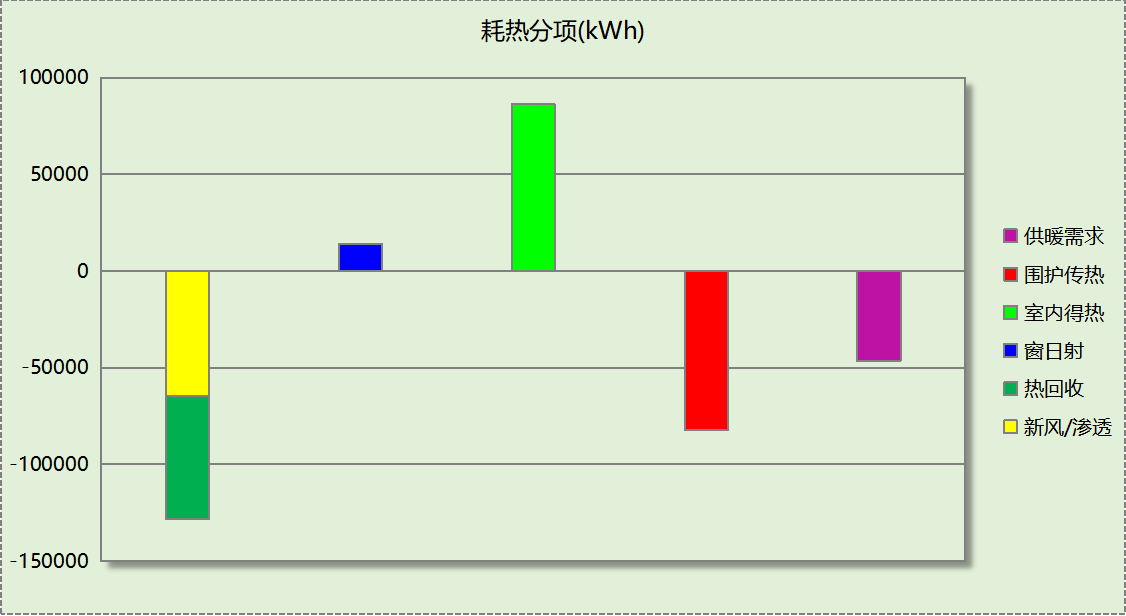 耗热分项(kWh)
100000
50000
0
-50000
-100000
-150000
供暖需求
围护传热
室内得热
窗日射
热回收
新风/渗透